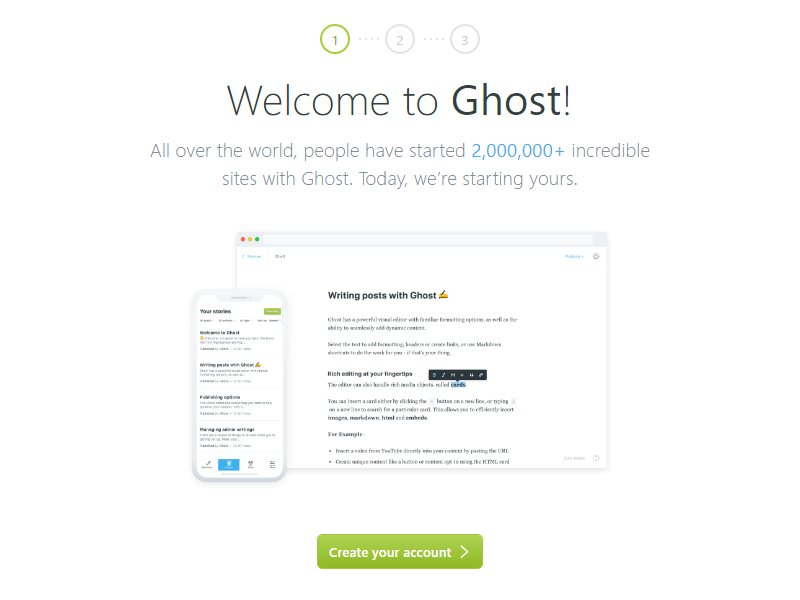 1
2
3
Welcome to Ghost!
All over the world, people have started 2,000,000+ incredible
sites with Ghost. Today, we're starting yours.
Stories
Draft
Publish
Writing posts with Ghost ✍️
Ghost has a powerful visual editor with familiar formatting options, as well as the
ability to seamlessly add dynamic content.
Select the text to add formatting, headers or create links, or use Markdown
shortcuts to do the work for you - if that's your thing.
Rich editing at your fingertips
The editor can also handle rich media objects, called cards.
You can insert a card either by clicking the + button on a new line, or typing /
on a new line to search for a particular card. This allows you to efficiently insert
images, markdown, html and embeds.
For Example:
• Insert a video from YouTube directly into your content by pasting the URL
• Create unique content like a button or content opt-in using the HTML card
Your stories
Welcome to Ghost
Writing posts with Ghost ✍️
Publishing options
Managing admin settings
Create your account